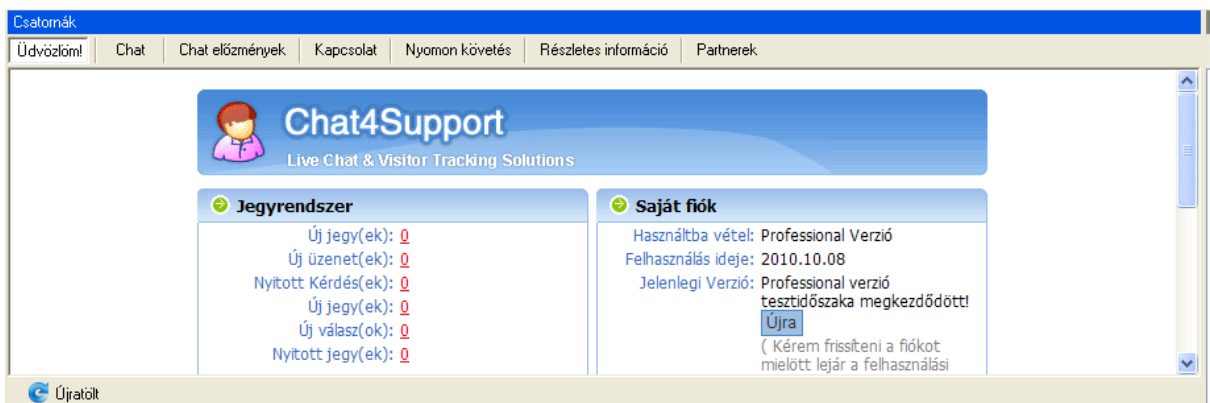 Csatornák
Üdvözlöm! Chat Chat előzmények Kapcsolat Nyomon követés Részletes információ Partnerek
Chat4Support
Live Chat & Visitor Tracking Solutions
Jegyrendszer
Új jegy(ek): 0
Új üzenet(ek): 0
Nyitott Kérdés(ek): 0
Új jegy(ek): 0
Új válasz(ok): 0
Nyitott jegy(ek): 0
Saját fiók
Használtba vétel: Professional Verzió
Felhasználás ideje: 2010.10.08
Jelenlegi Verzió: Professional verzió
tesztidőszaka megkezdődött!
Újra
( Kérem frissíteni a fiókot
mielött lejár a felhasználási
Újratölt